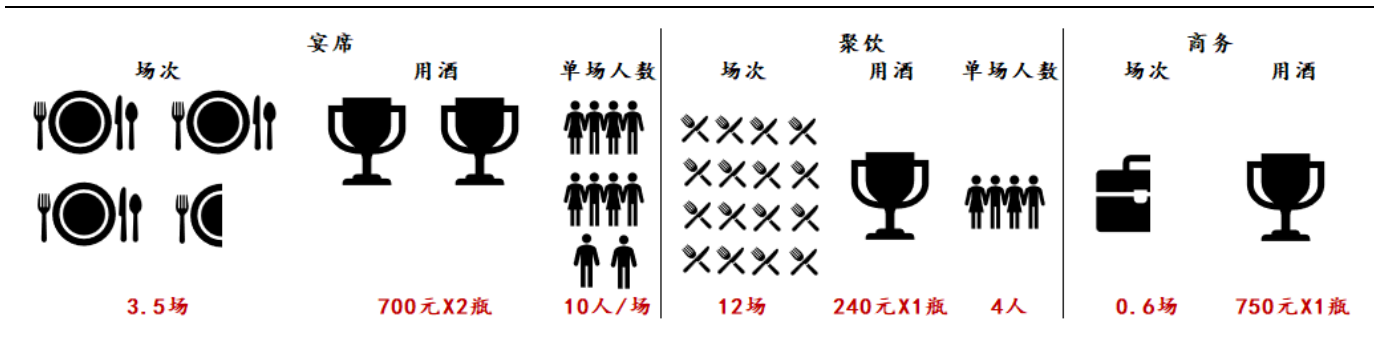 宴席
聚饮
商务
场次
用酒
单场人数
场次
用酒
单场人数
场次
用酒
3.5场
700元X2瓶
10人/场
12场
240元X1瓶
4人
0.6场
750元X1瓶